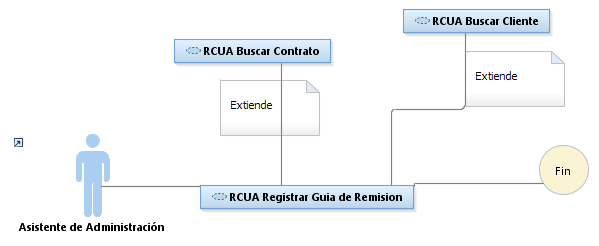 RCUA Buscar Cliente
RCUA Buscar Contrato
Extiende
Extiende
Fin
RCUA Registrar Guia de Remision
Asistente de Administración